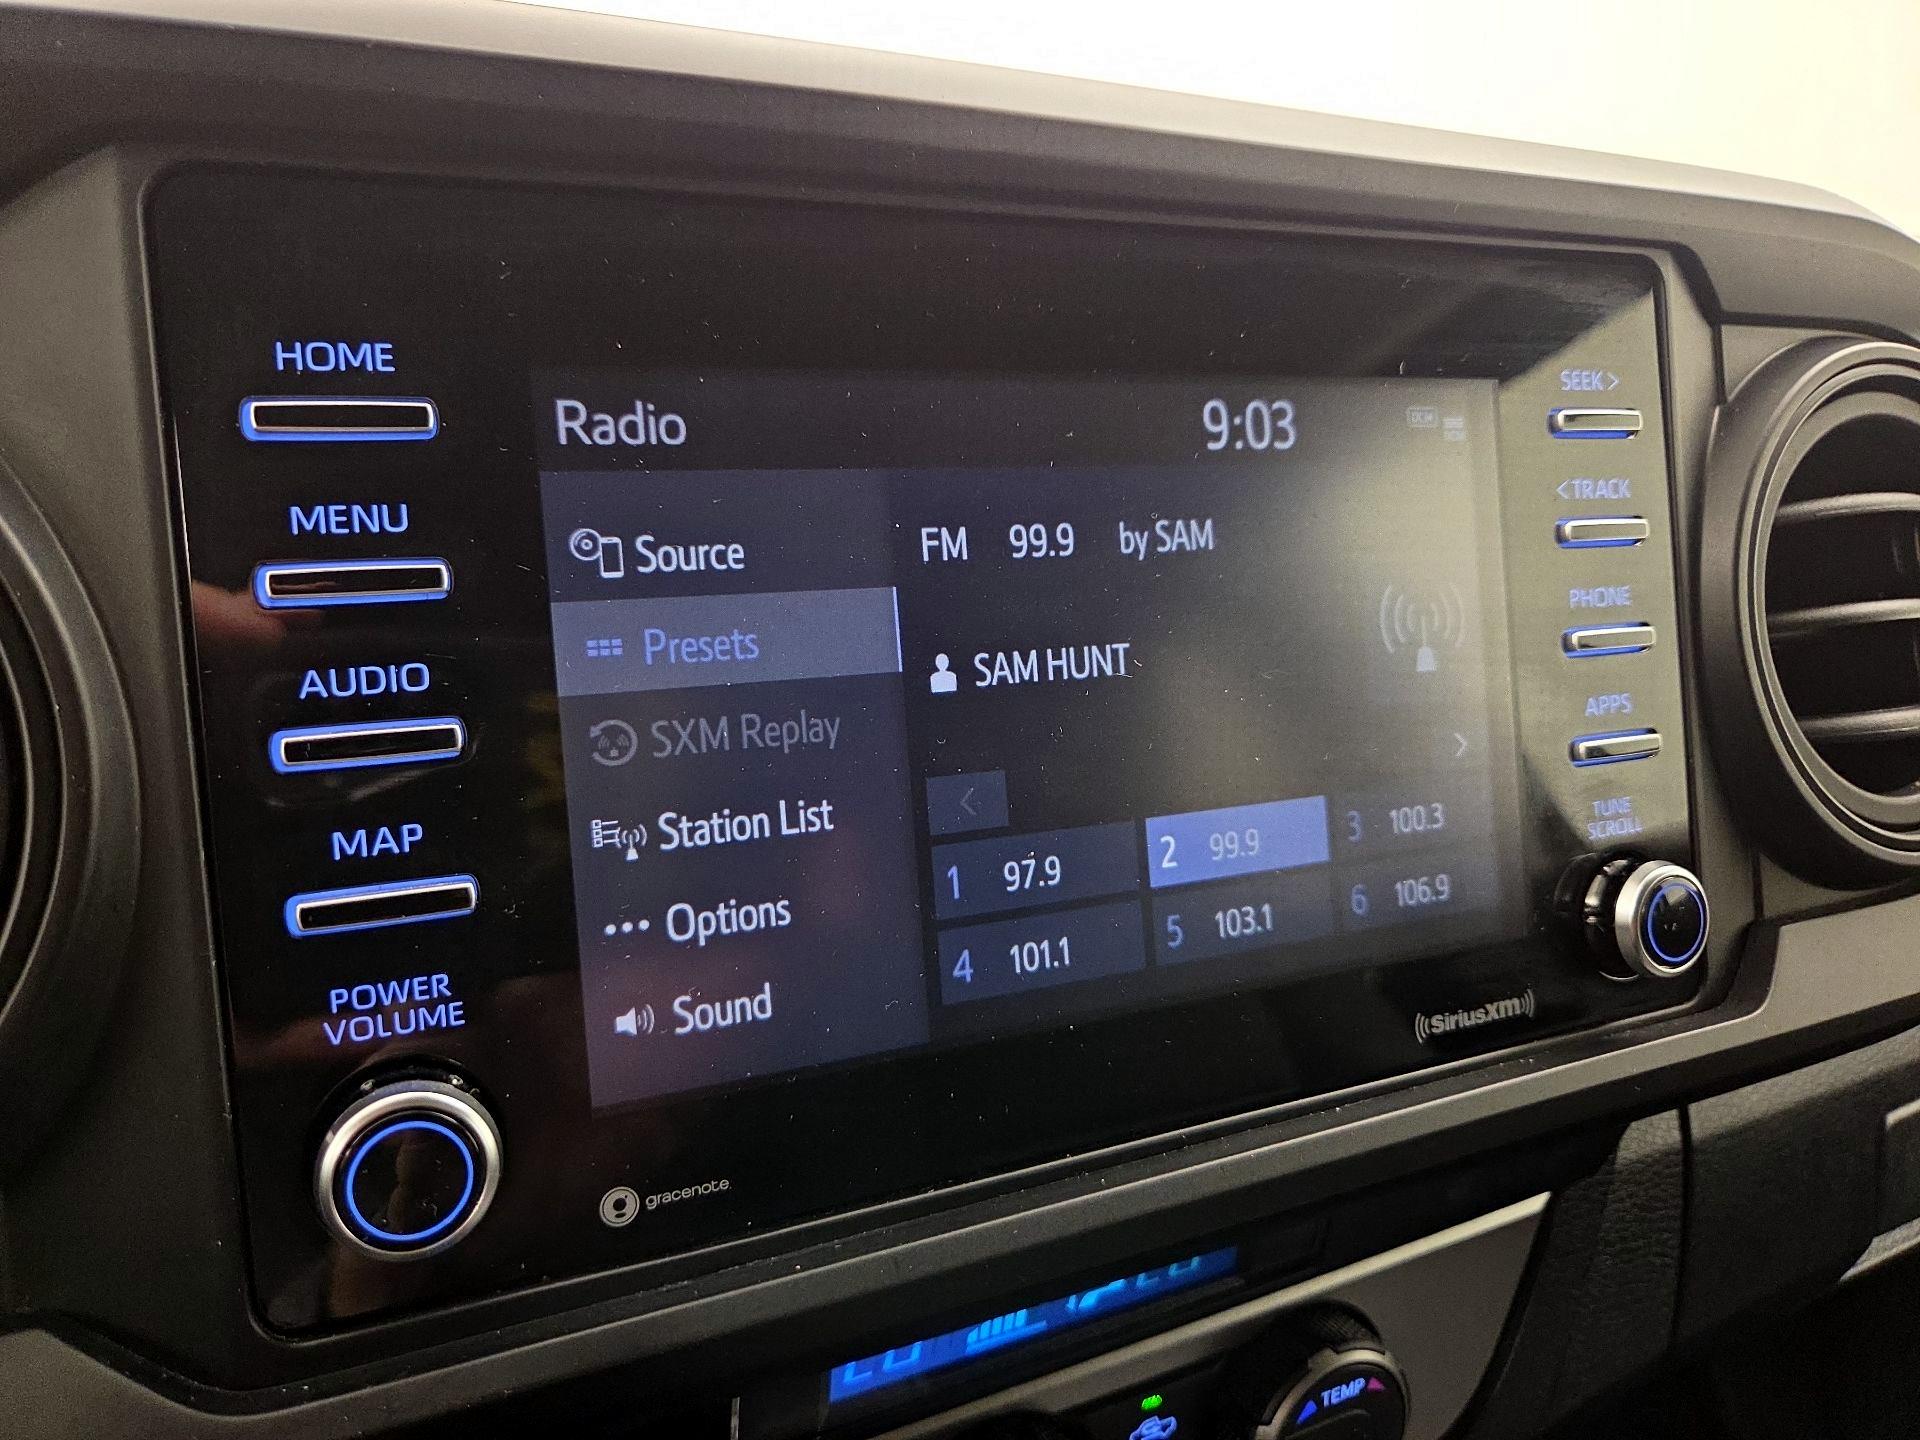 HOME
MENU
AUDIO
MAP
POWER
VOLUME
Radio
9:03
DCM
Source
Presets
SXM Replay
Station List
Options
Sound
FM 99.9 by SAM
SAM HUNT
1 97.9
2 99.9
3 100.3
4 101.1
5 103.1
6 106.9
SEEK >
< TRACK
PHONE
APPS
TUNE
SCROLL
SiriusXM
gracenote
TEMP